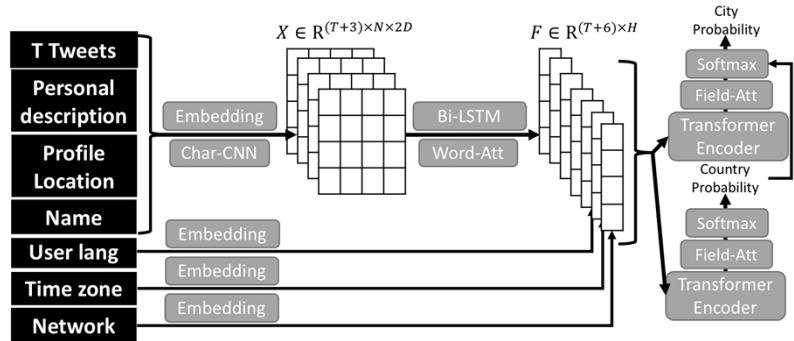 T Tweets
Personal
description
Profile
Location
Name
User lang
Time zone
Network
Embedding
Char-CNN
Embedding
Embedding
Embedding
X ∈ R^{(T+3)×N×2D}
Bi-LSTM
Word-Att
F ∈ R^{(T+6)×H}
City
Probability
Softmax
Field-Att
Transformer
Encoder
Country
Probability
Softmax
Field-Att
Transformer
Encoder